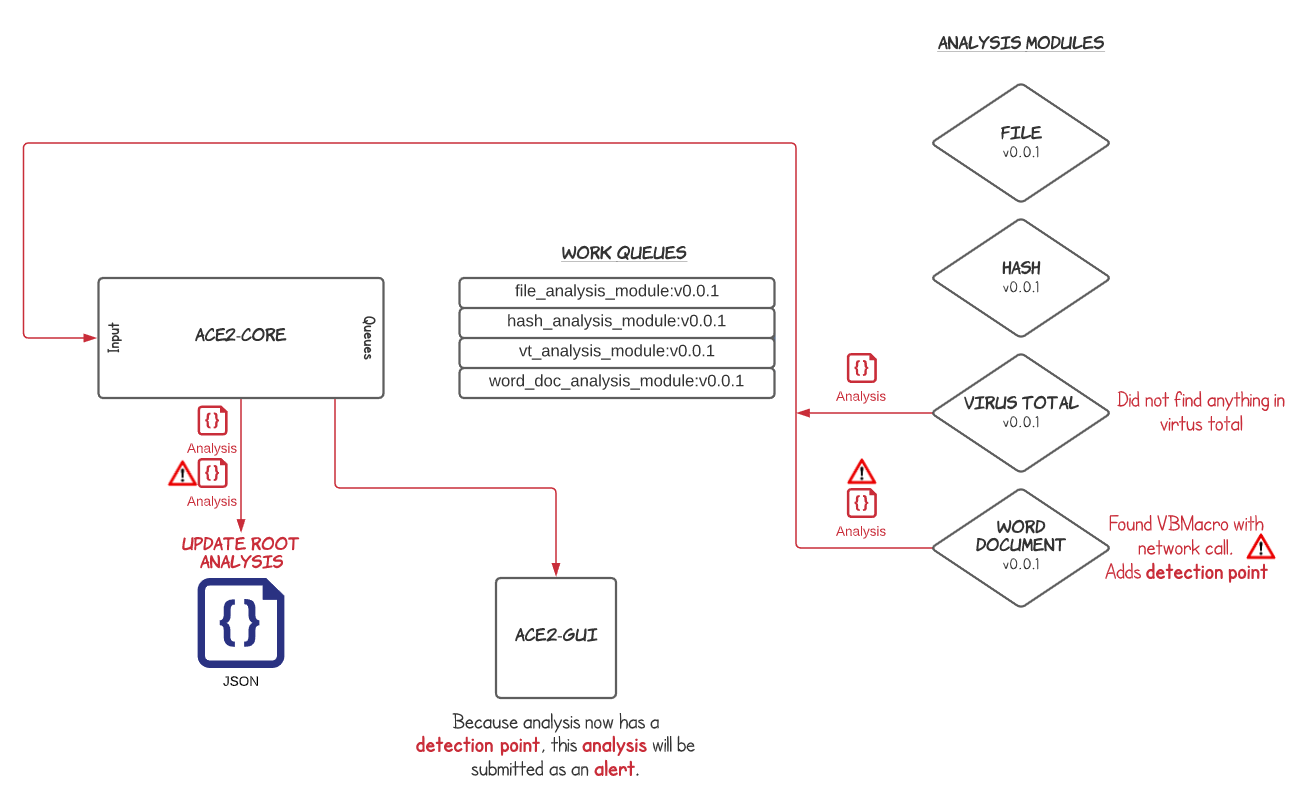 ANALYSIS MODULES
FILE
v0.0.1
HASH
v0.0.1
WORK QUEUES
file_analysis_module:v0.0.1
hash_analysis_module:v0.0.1
vt_analysis_module:v0.0.1
word_doc_analysis_module:v0.0.1
Input
ACE2-CORE
Queues
Analysis
VIRUS TOTAL
v0.0.1
Did not find anything in
virtus total
Analysis
Analysis
Analysis
WORD
DOCUMENT
v0.0.1
Found VBMacro with
network call.
Adds detection point
UPDATE ROOT
ANALYSIS
{}
JSON
ACE2-GUI
Because analysis now has a
detection point, this analysis will be
submitted as an alert.